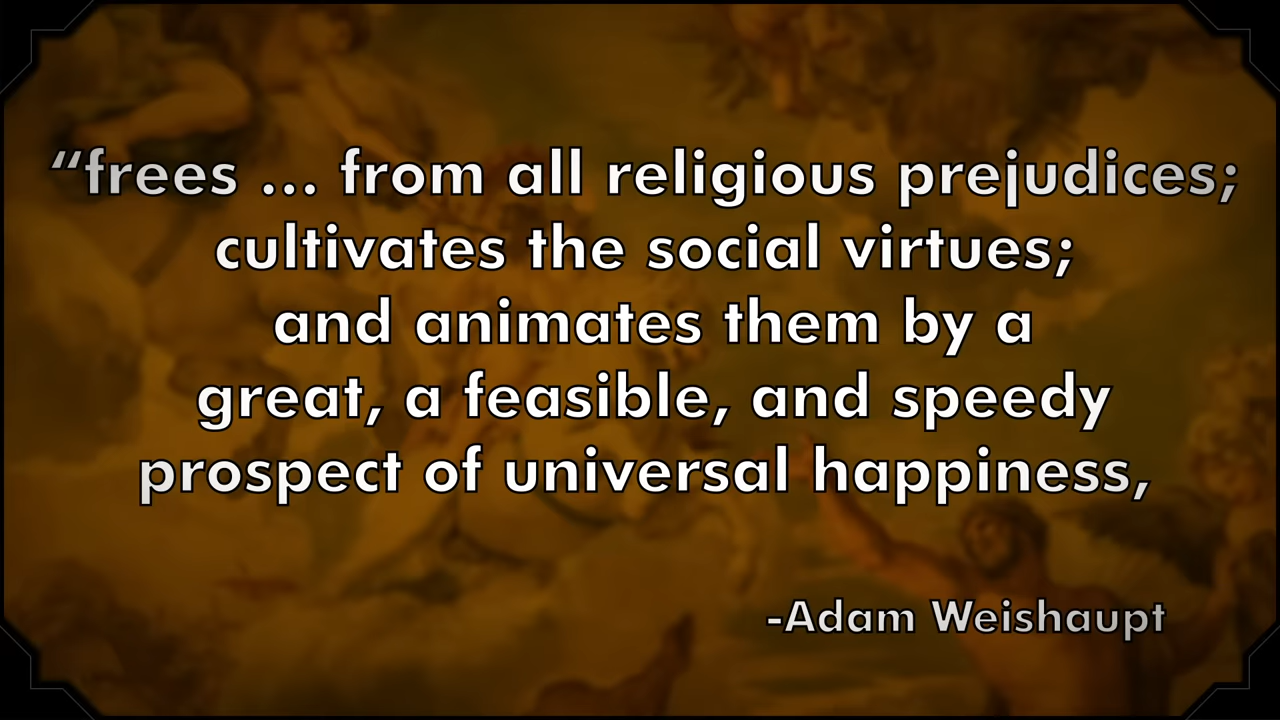 “frees ... from all religious prejudices;
cultivates the social virtues;
and animates them by a
great, a feasible, and speedy
prospect of universal happiness,
-Adam Weishaupt